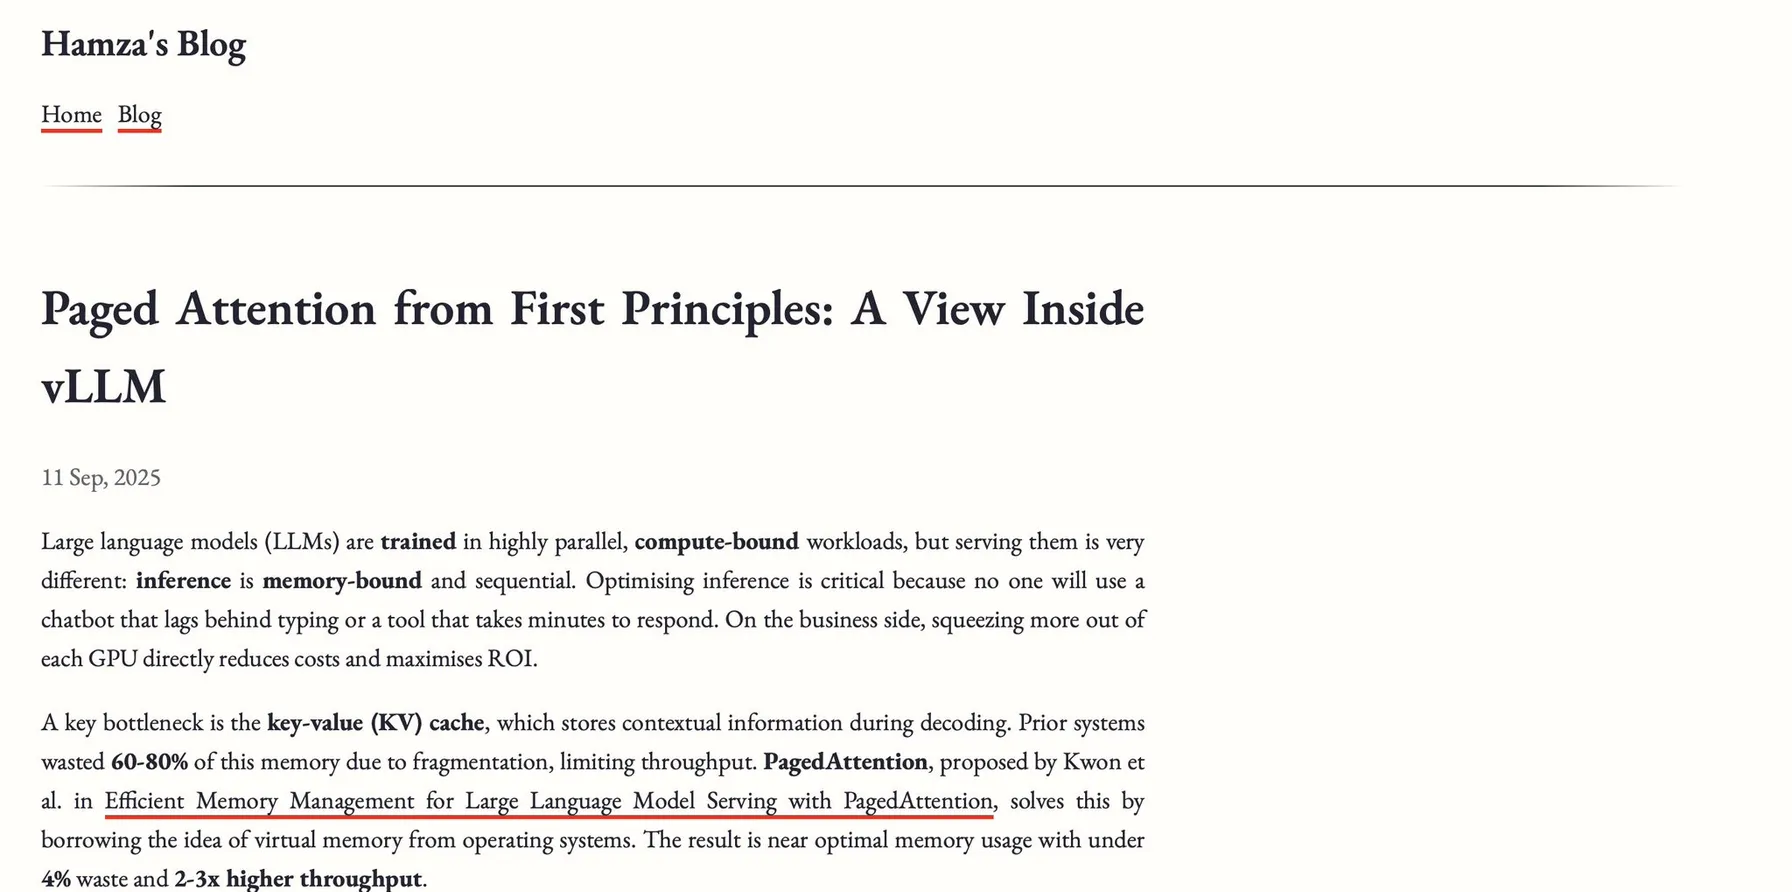 Hamza's Blog
Home Blog
Paged Attention from First Principles: A View Inside
vLLM
11 Sep, 2025
Large language models (LLMs) are trained in highly parallel, compute-bound workloads, but serving them is very
different: inference is memory-bound and sequential. Optimising inference is critical because no one will use a
chatbot that lags behind typing or a tool that takes minutes to respond. On the business side, squeezing more out of
each GPU directly reduces costs and maximises ROI.
A key bottleneck is the key-value (KV) cache, which stores contextual information during decoding. Prior systems
wasted 60-80% of this memory due to fragmentation, limiting throughput. PagedAttention, proposed by Kwon et
al. in Efficient Memory Management for Large Language Model Serving with PagedAttention, solves this by
borrowing the idea of virtual memory from operating systems. The result is near optimal memory usage with under
4% waste and 2-3x higher throughput.